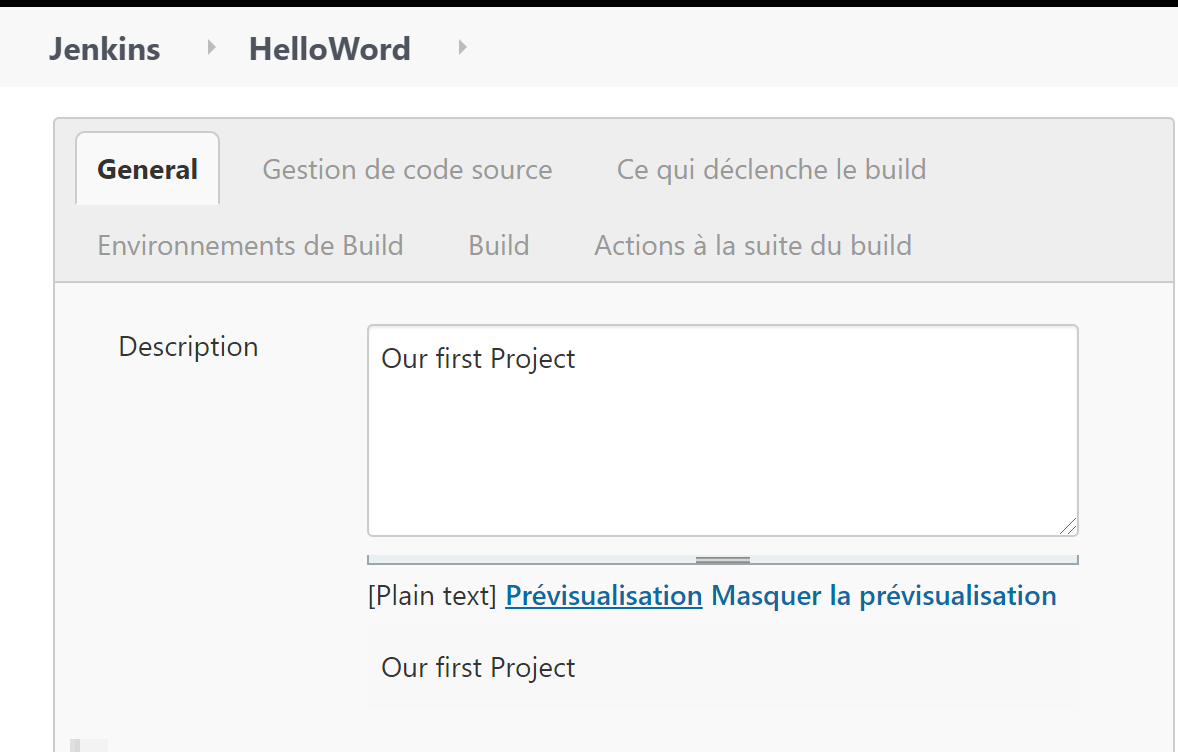 Jenkins HelloWord
General Gestion de code source Ce qui déclenche le build
Environnements de Build Build Actions à la suite du build
Description
Our first Project
[Plain text] Prévisualisation Masquer la prévisualisation
Our first Project